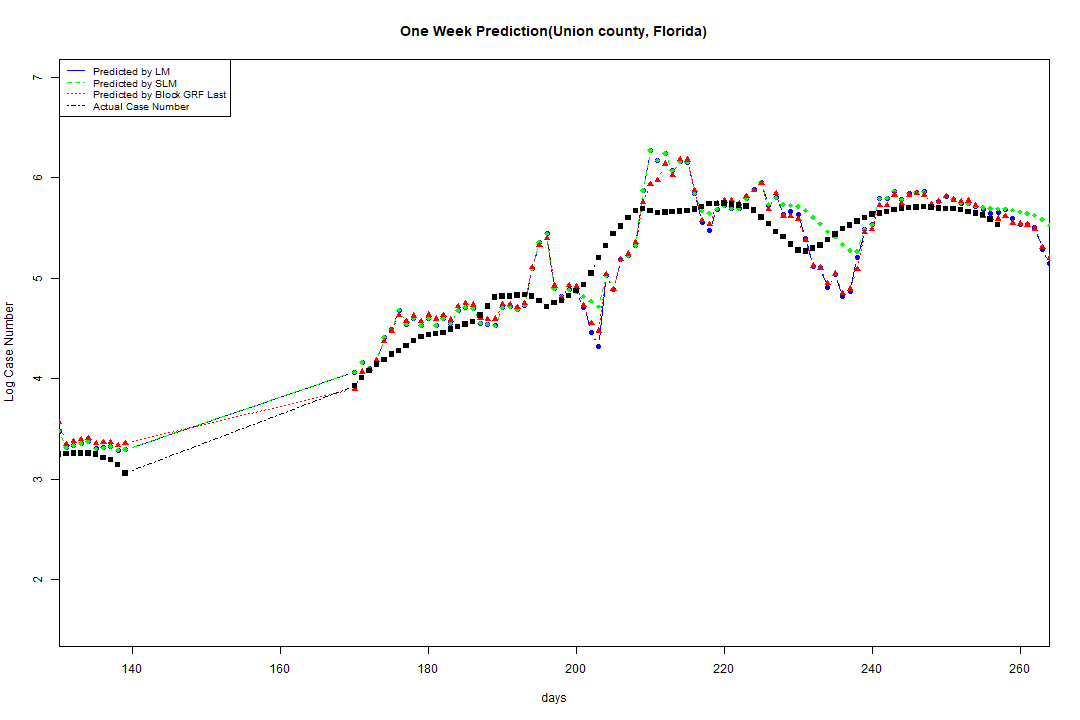 One Week Prediction(Union county, Florida)
Predicted by LM
Predicted by SLM
Predicted by Block GRF Last
Actual Case Number
7
6
5
4
3
2
Log Case Number
140 160 180 200 220 240 260
days